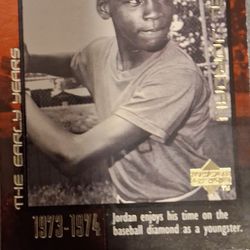 THE EARLY YEARS
1973-1974
Jordan enjoys his time on the
baseball diamond as a youngster.